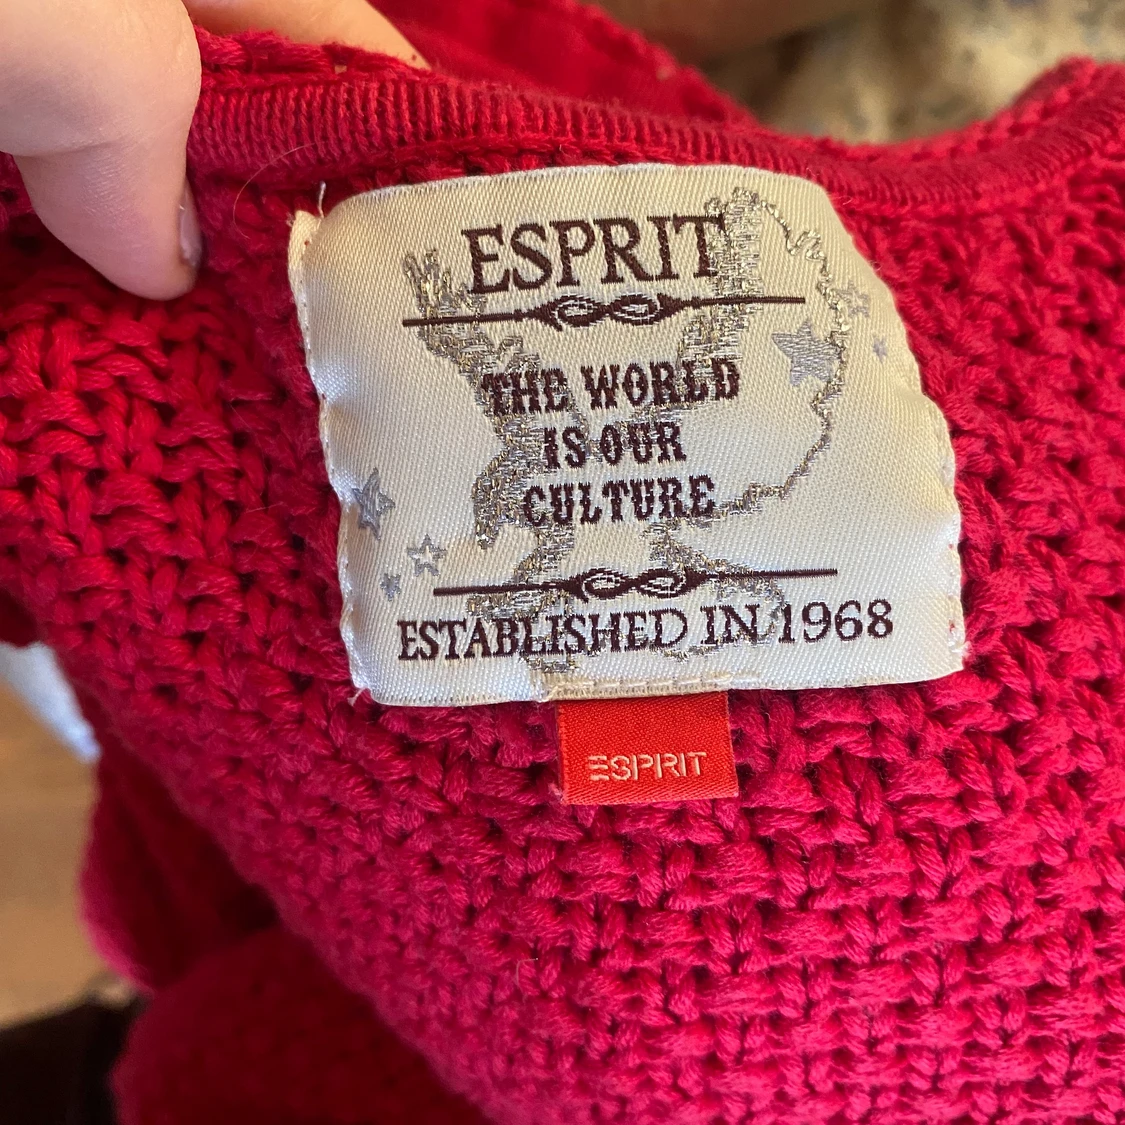 ESPRIT
THE WORLD
IS OUR
CULTURE
ESTABLISHED IN 1968
ESPRIT